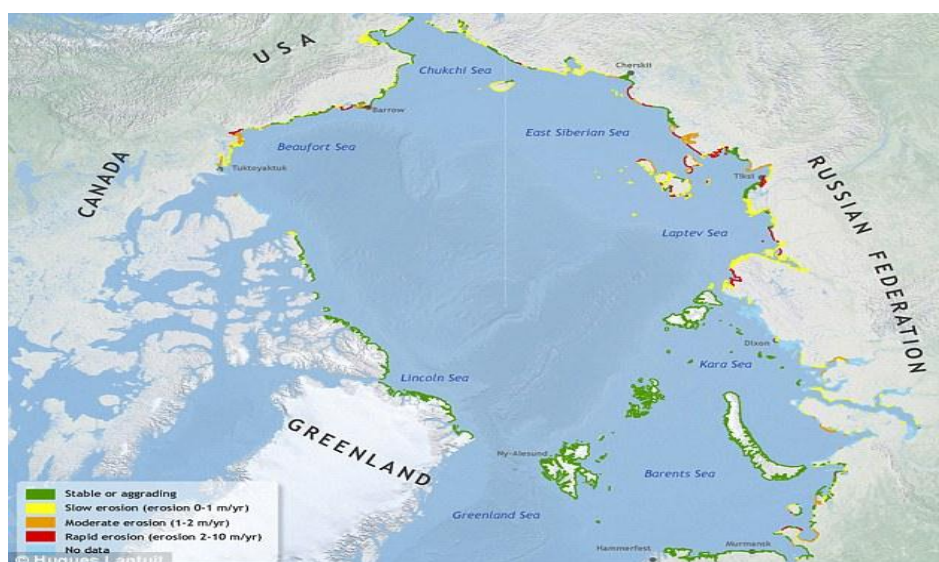 USA
Chukchi Sea
Cherskii
Barrow
East Siberian Sea
Beaufort Sea
Tuktoyaktuk
CANADA
Tiksi
RUSSIAN FEDERATION
Laptev Sea
Dixon
Kara Sea
Lincoln Sea
GREENLAND
Ny-Alesund
Barents Sea
Greenland Sea
Hammerfest
Murmansk
Stable or aggrading
Slow erosion (erosion 0-1 m/yr)
Moderate erosion (1-2 m/yr)
Rapid erosion (erosion 2-10 m/yr)
No data
© Hugues Lantuit